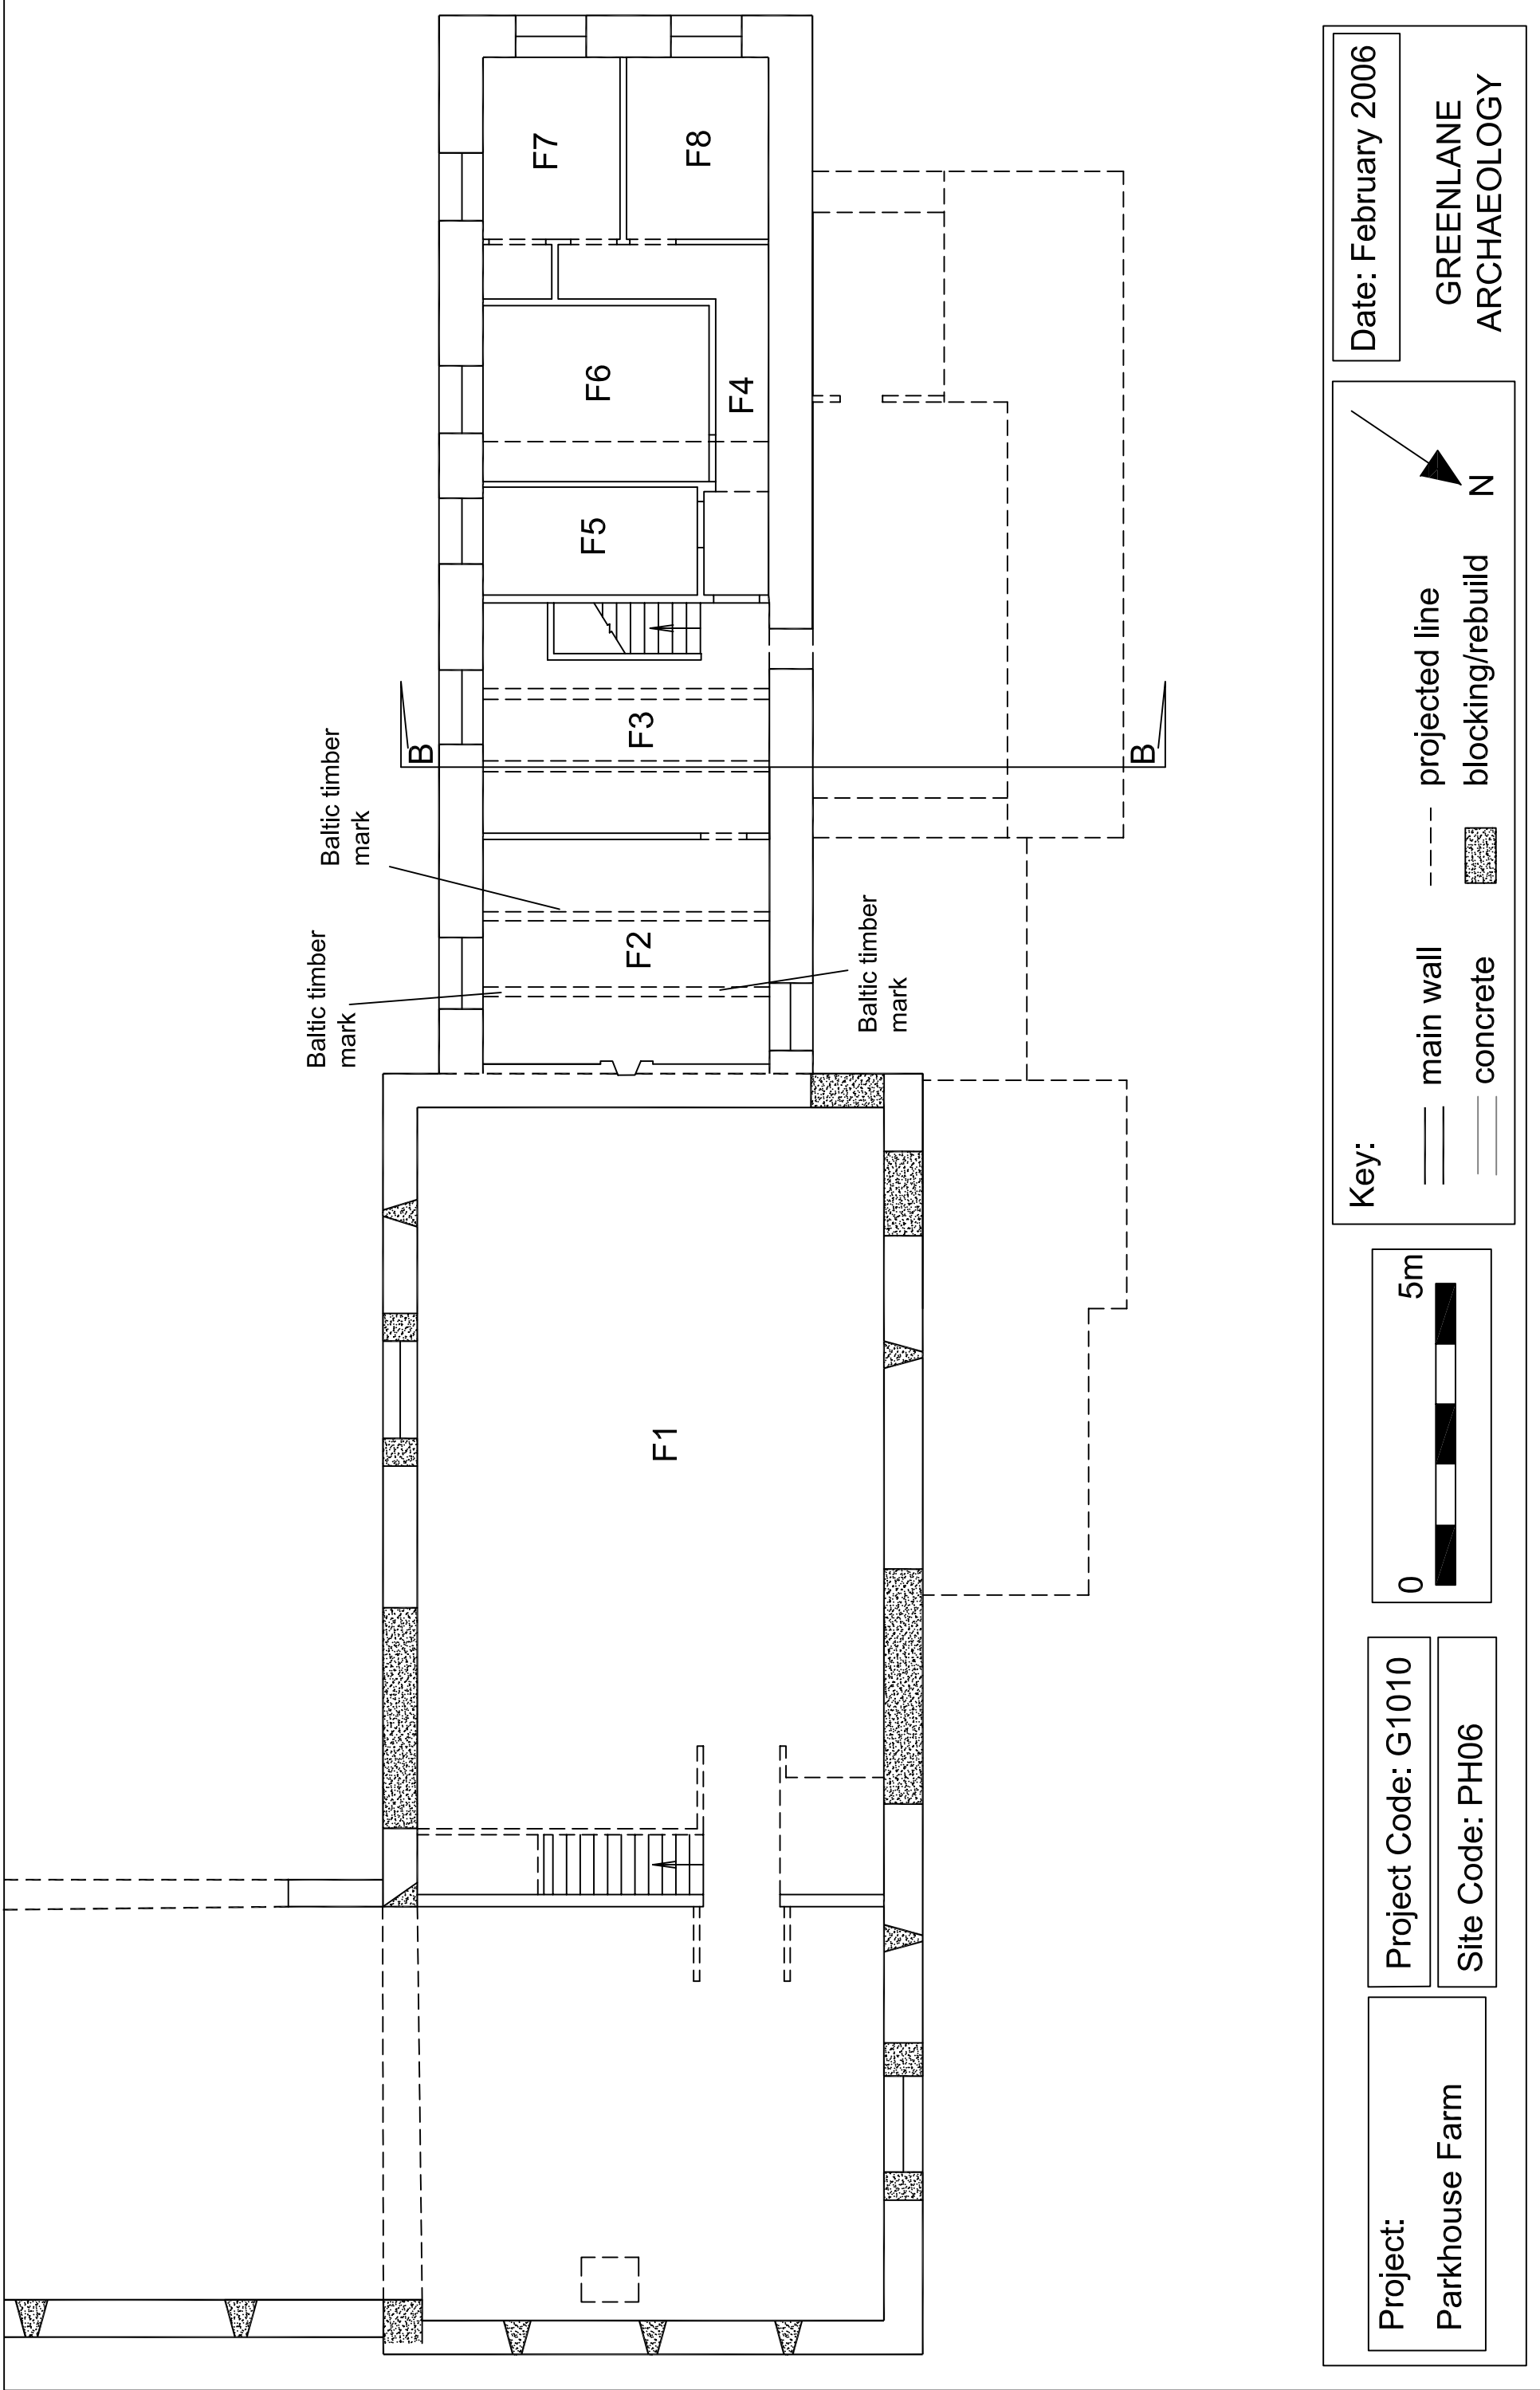 Baltic timber
mark
Baltic timber
mark
Baltic timber
mark
F1
F2
F3
F4
F5
F6
F7
F8
B
B
Project:
Parkhouse Farm
Project Code: G1010
Site Code: PH06
0
5m
Key:
main wall
projected line
concrete
blocking/rebuild
N
Date: February 2006
GREENLANE
ARCHAEOLOGY